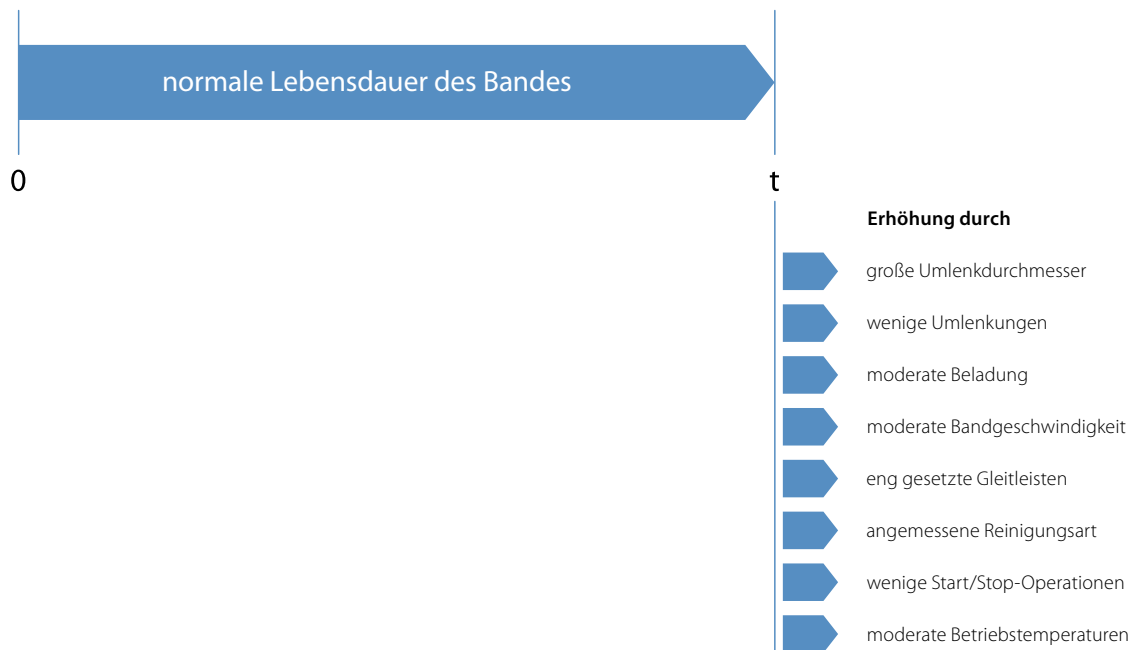 normale Lebensdauer des Bandes
0
t
Erhöhung durch
große Umlenkdurchmesser
wenige Umlenkungen
moderate Beladung
moderate Bandgeschwindigkeit
eng gesetzte Gleitleisten
angemessene Reinigungsart
wenige Start/Stop-Operationen
moderate Betriebstemperaturen